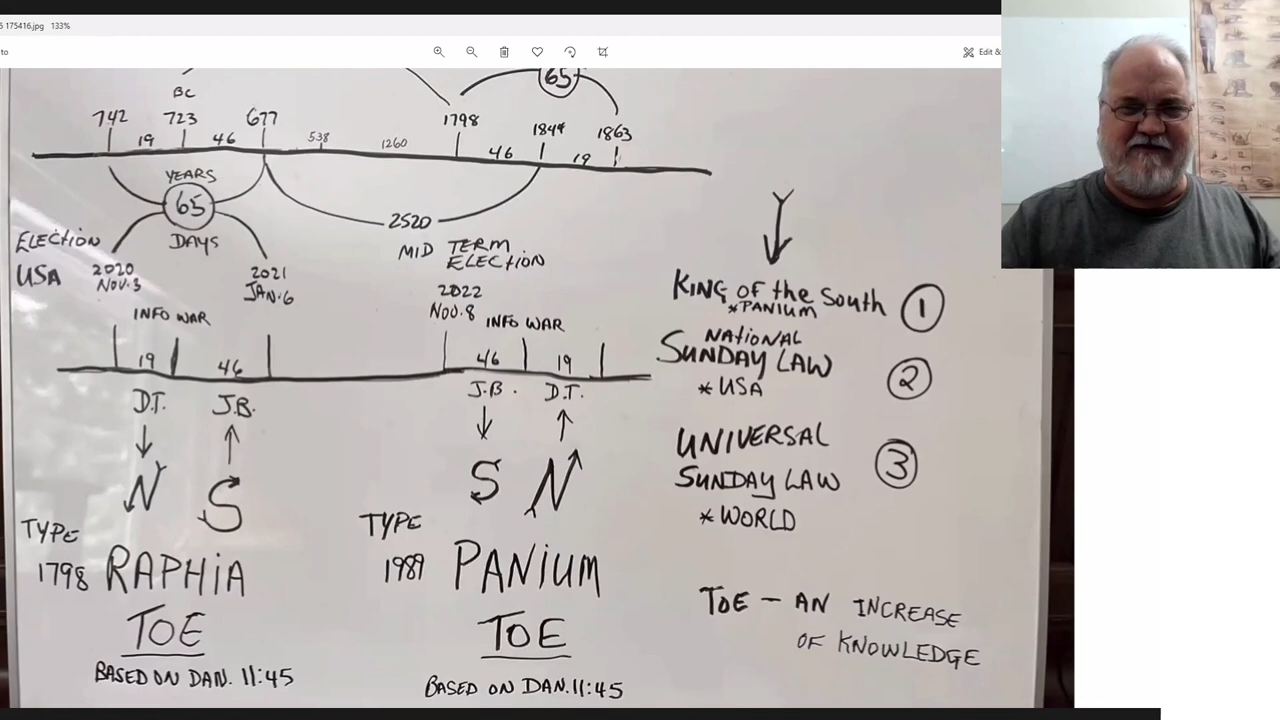 5 175416.jpg 133%
to
Edit &
65
BC
742 723 677 1798 1844 1863
19 46 538 1260 46 19
YEARS
65
DAYS
2520
ELECTION
USA
2020
NOV. 3
2021
JAN. 6
MID TERM
ELECTION
2022
NOV. 8
INFO WAR
INFO WAR
19 46 46 19
D.T. J.B. J.B. D.T.
N S S N
TYPE
1798 RAPHIA
TOE
BASED ON DAN. 11:45
TYPE
1989 PANIUM
TOE
BASED ON DAN. 11:45
KING OF the South 1
*PANIUM
NATIONAL
SUNDAY LAW 2
* USA
UNIVERSAL
SUNDAY LAW 3
* WORLD
TOE — AN INCREASE
OF KNOWLEDGE